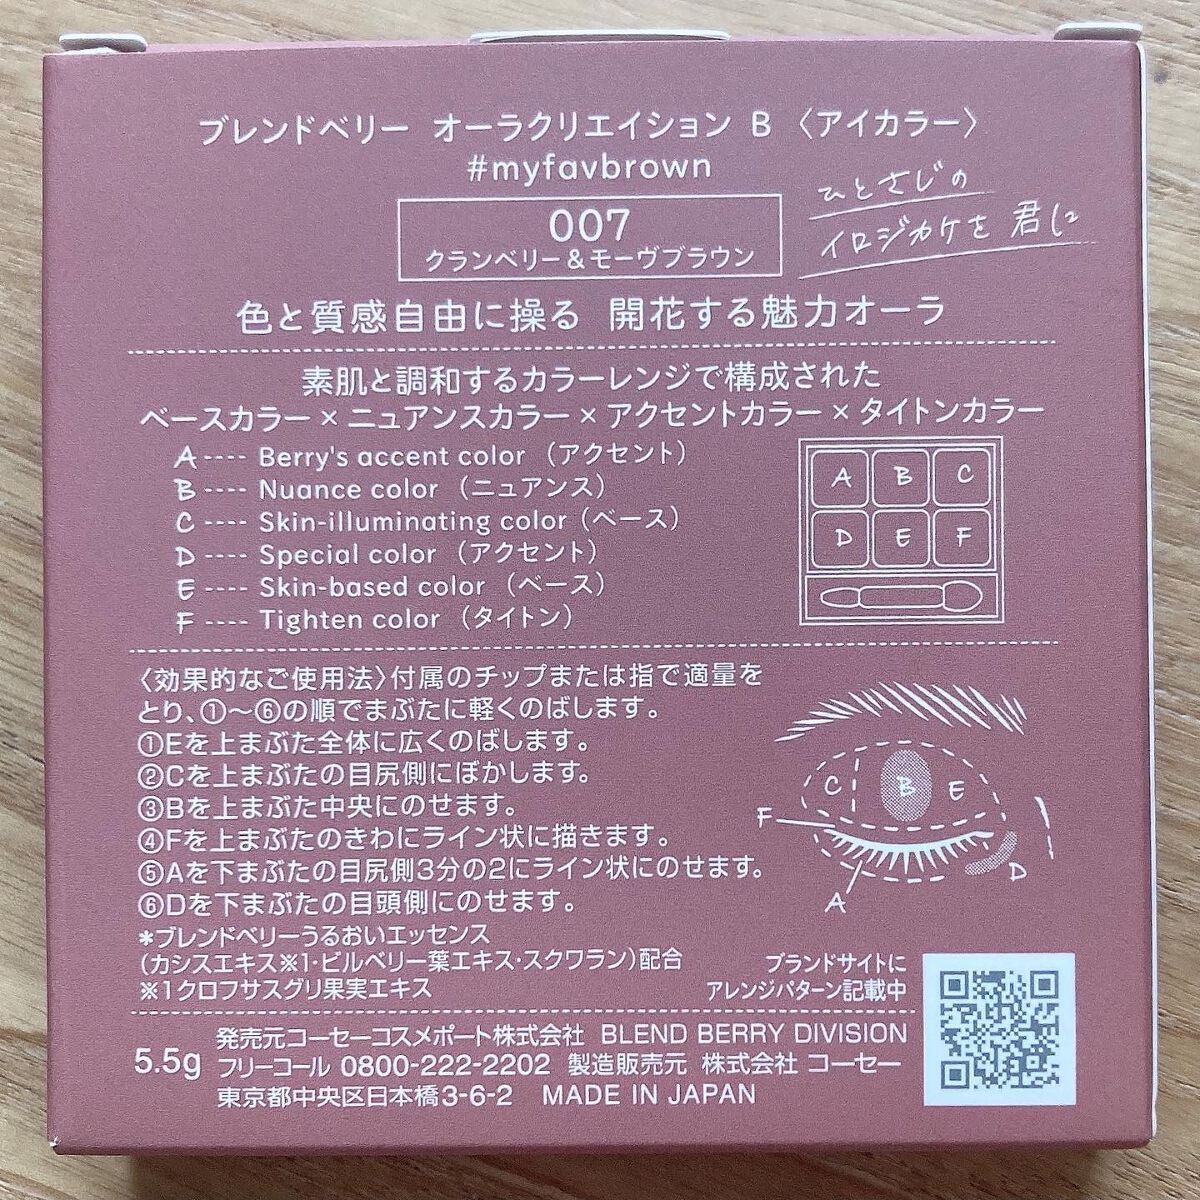 ブレンドベリー オーラクリエイション B 〈アイカラー〉
#myfavbrown
ひとさじの
イロジカケを 君に
007
クランベリー&モーヴブラウン
色と質感自由に操る 開花する魅力オーラ
素肌と調和するカラーレンジで構成された
ベースカラー×ニュアンスカラー×アクセントカラー×タイトンカラー
A ---- Berry's accent color (アクセント)
B ---- Nuance color (ニュアンス)
C ---- Skin-illuminating color (ベース)
D ---- Special color (アクセント)
E ---- Skin-based color (ベース)
F ---- Tighten color (タイトン)
A B C
D E F
〈効果的なご使用法〉付属のチップまたは指で適量を
とり、①~⑥の順でまぶたに軽くのばします。
①Eを上まぶた全体に広くのばします。
②Cを上まぶたの目尻側にぼかします。
③Bを上まぶた中央にのせます。
④Fを上まぶたのきわにライン状に描きます。
⑤Aを下まぶたの目尻側3分の2にライン状にのせます。
⑥Dを下まぶたの目頭側にのせます。
C B E
F
D
A
*ブレンドベリーうるおいエッセンス
(カシスエキス※1・ビルベリー葉エキス・スクワラン)配合
※1クロフサスグリ果実エキス
ブランドサイトに
アレンジパターン記載中
5.5g
発売元コーセーコスメポート株式会社 BLEND BERRY DIVISION
フリーコール 0800-222-2202 製造販売元 株式会社 コーセー
東京都中央区日本橋3-6-2 MADE IN JAPAN